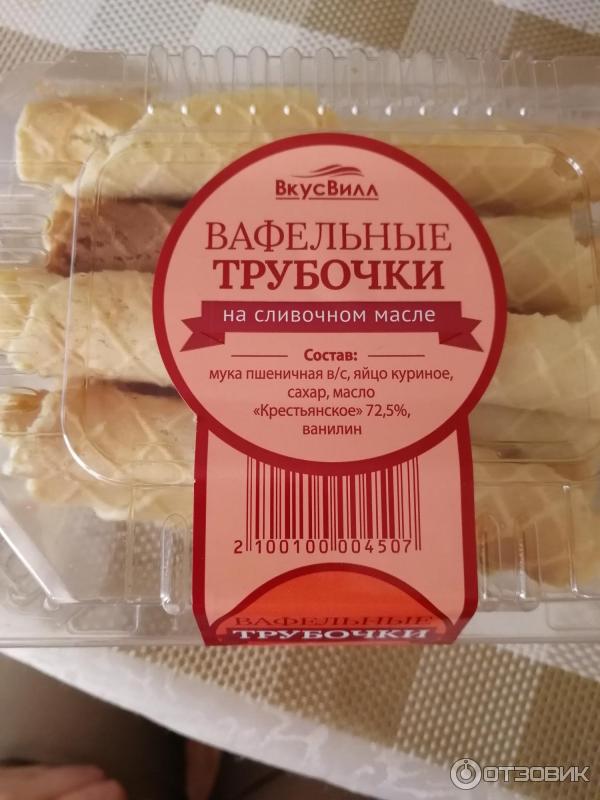 ВкусВилл
ВАФЕЛЬНЫЕ
ТРУБОЧКИ
на сливочном масле
Состав:
мука пшеничная в/с, яйцо куриное,
сахар, масло
«Крестьянское» 72,5%,
ванилин
2 100100 004507
ВАФЕЛЬНЫЕ
ТРУБОЧКИ
ОТЗОВИК